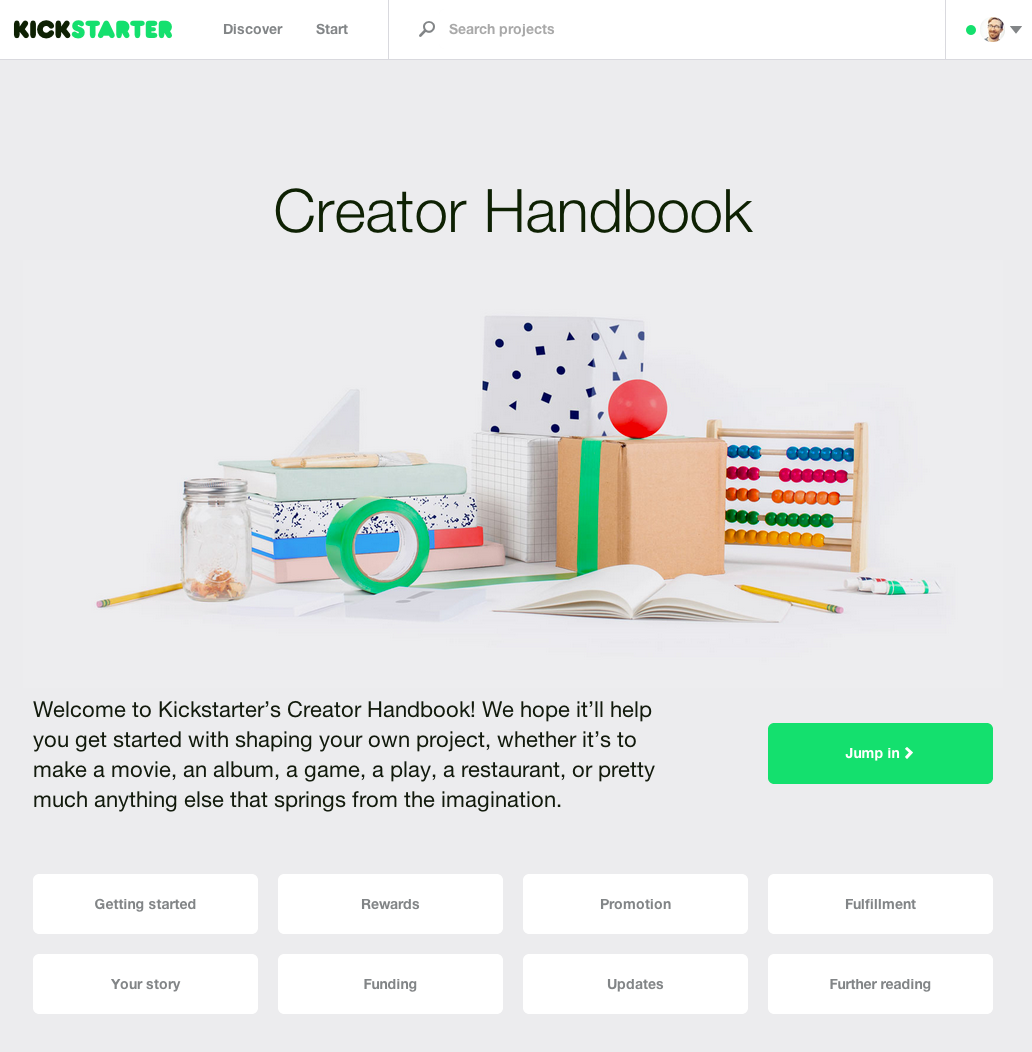 KICKSTARTER
Discover
Start
Search projects
Creator Handbook
Welcome to Kickstarter’s Creator Handbook! We hope it’ll help
you get started with shaping your own project, whether it’s to
make a movie, an album, a game, a play, a restaurant, or pretty
much anything else that springs from the imagination.
Jump in
Getting started
Rewards
Promotion
Fulfillment
Your story
Funding
Updates
Further reading